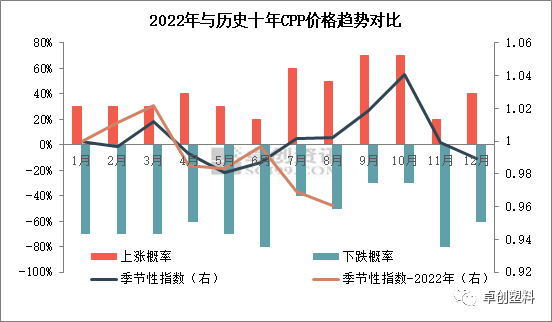 2022年与历史十年CPP价格趋势对比
80% 1.06
60% 1.04
40% 1.02
20% 1
0% 0.98
-20% 0.96
-40% 0.94
-60% 0.92
-80%
-100%
1月 2月 3月 4月 5月 6月 7月 8月 9月 10月 11月 12月
上涨概率 下跌概率
季节性指数（右） 季节性指数-2022年（右）
卓创塑料